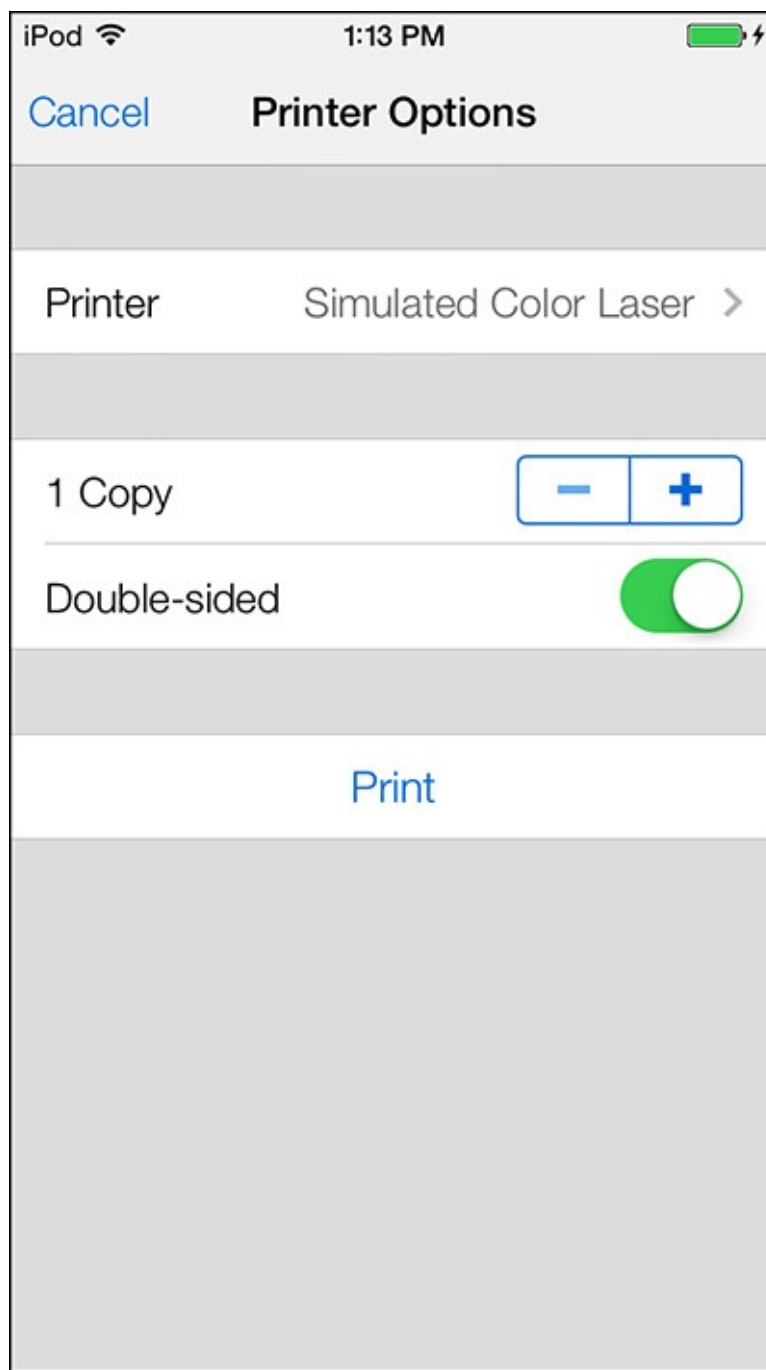 iPod 1:13 PM
Cancel Printer Options
Printer Simulated Color Laser
1 Copy
Double-sided
Print